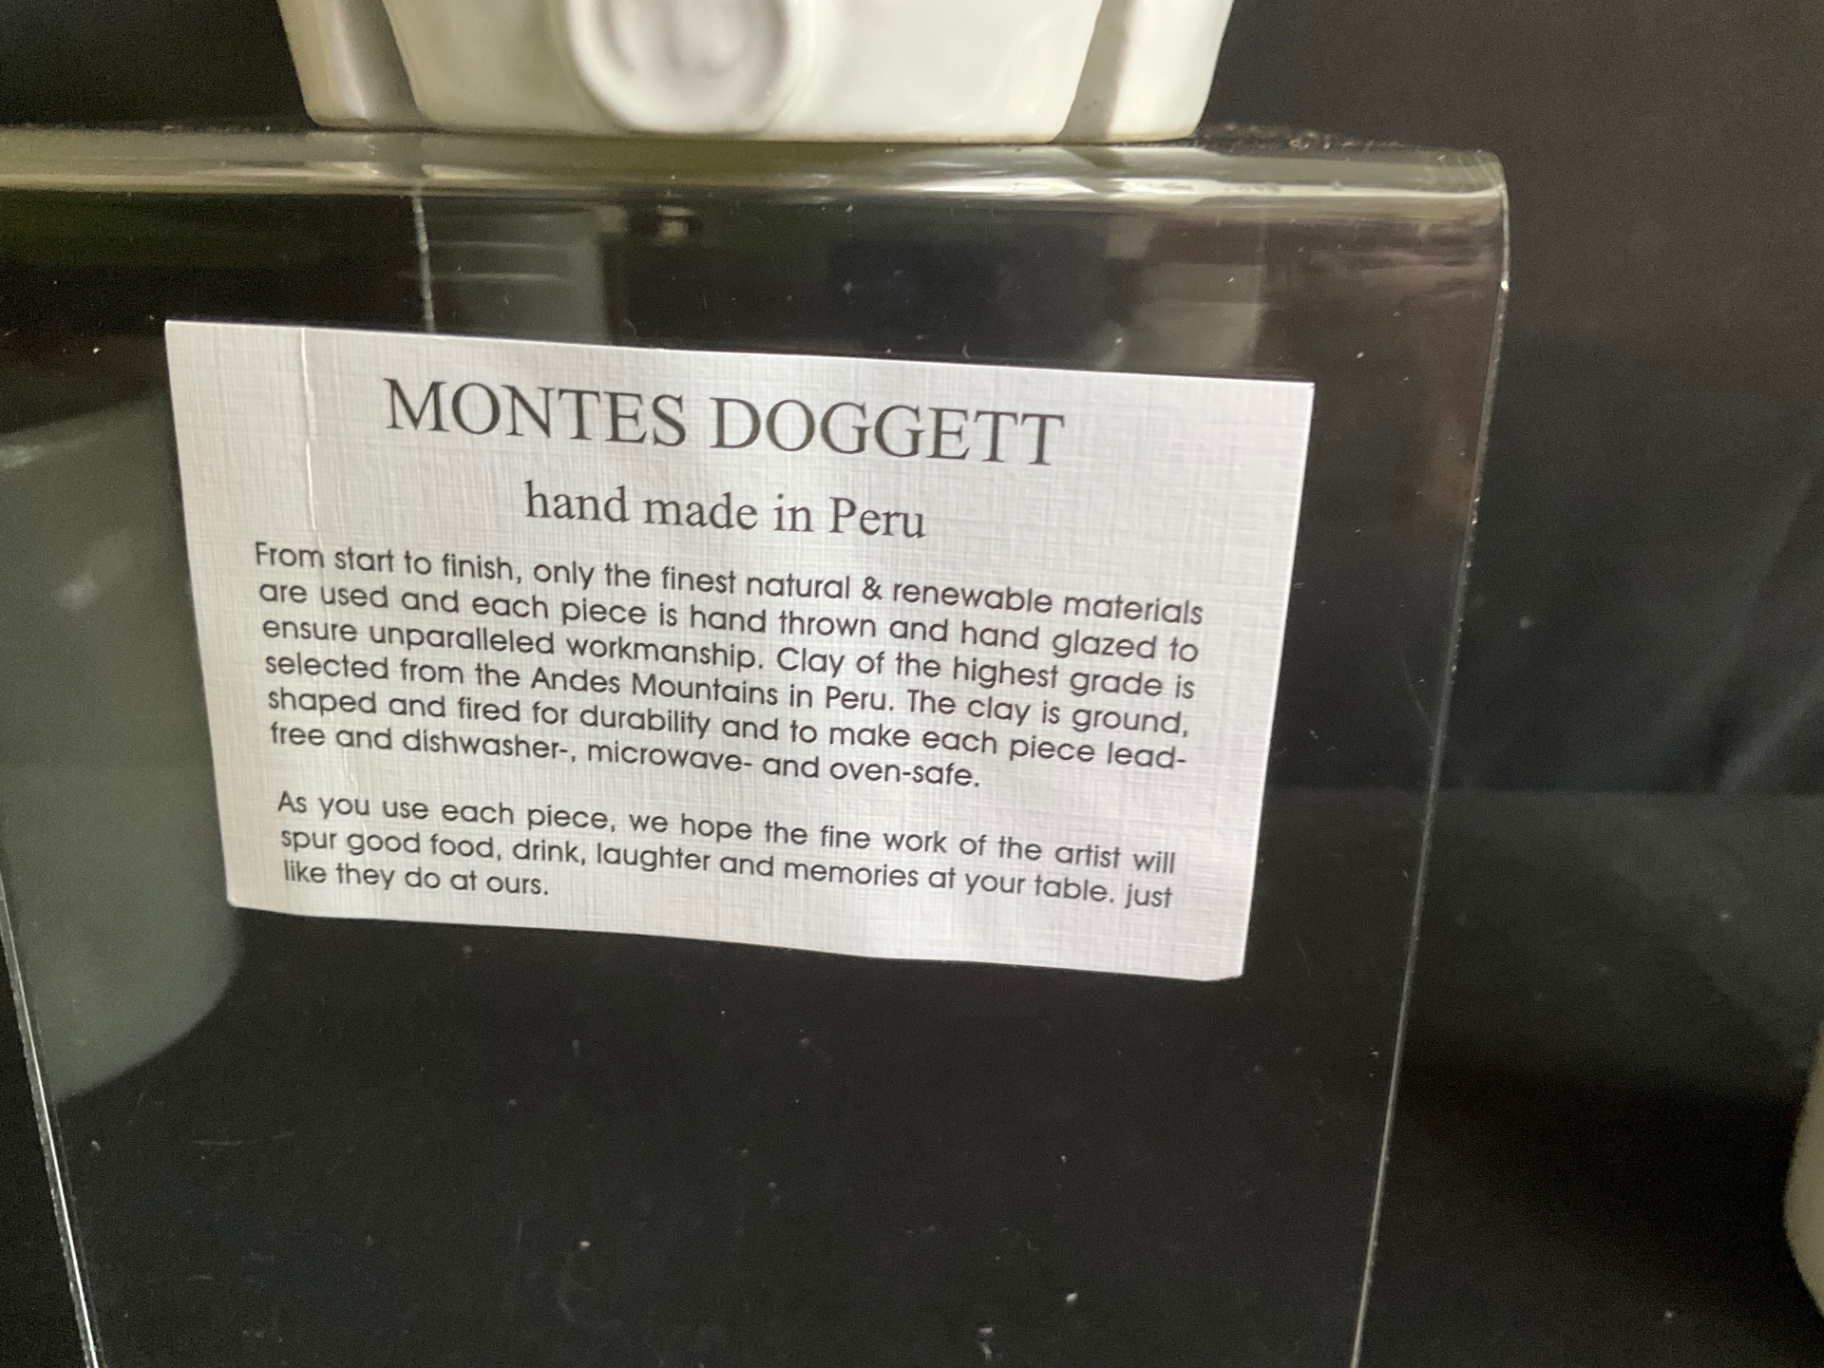 MONTES DOGGETT
hand made in Peru
From start to finish, only the finest natural & renewable materials
are used and each piece is hand thrown and hand glazed to
ensure unparalleled workmanship. Clay of the highest grade is
selected from the Andes Mountains in Peru. The clay is ground,
shaped and fired for durability and to make each piece lead-
free and dishwasher-, microwave- and oven-safe.
As you use each piece, we hope the fine work of the artist will
spur good food, drink, laughter and memories at your table. just
like they do at ours.